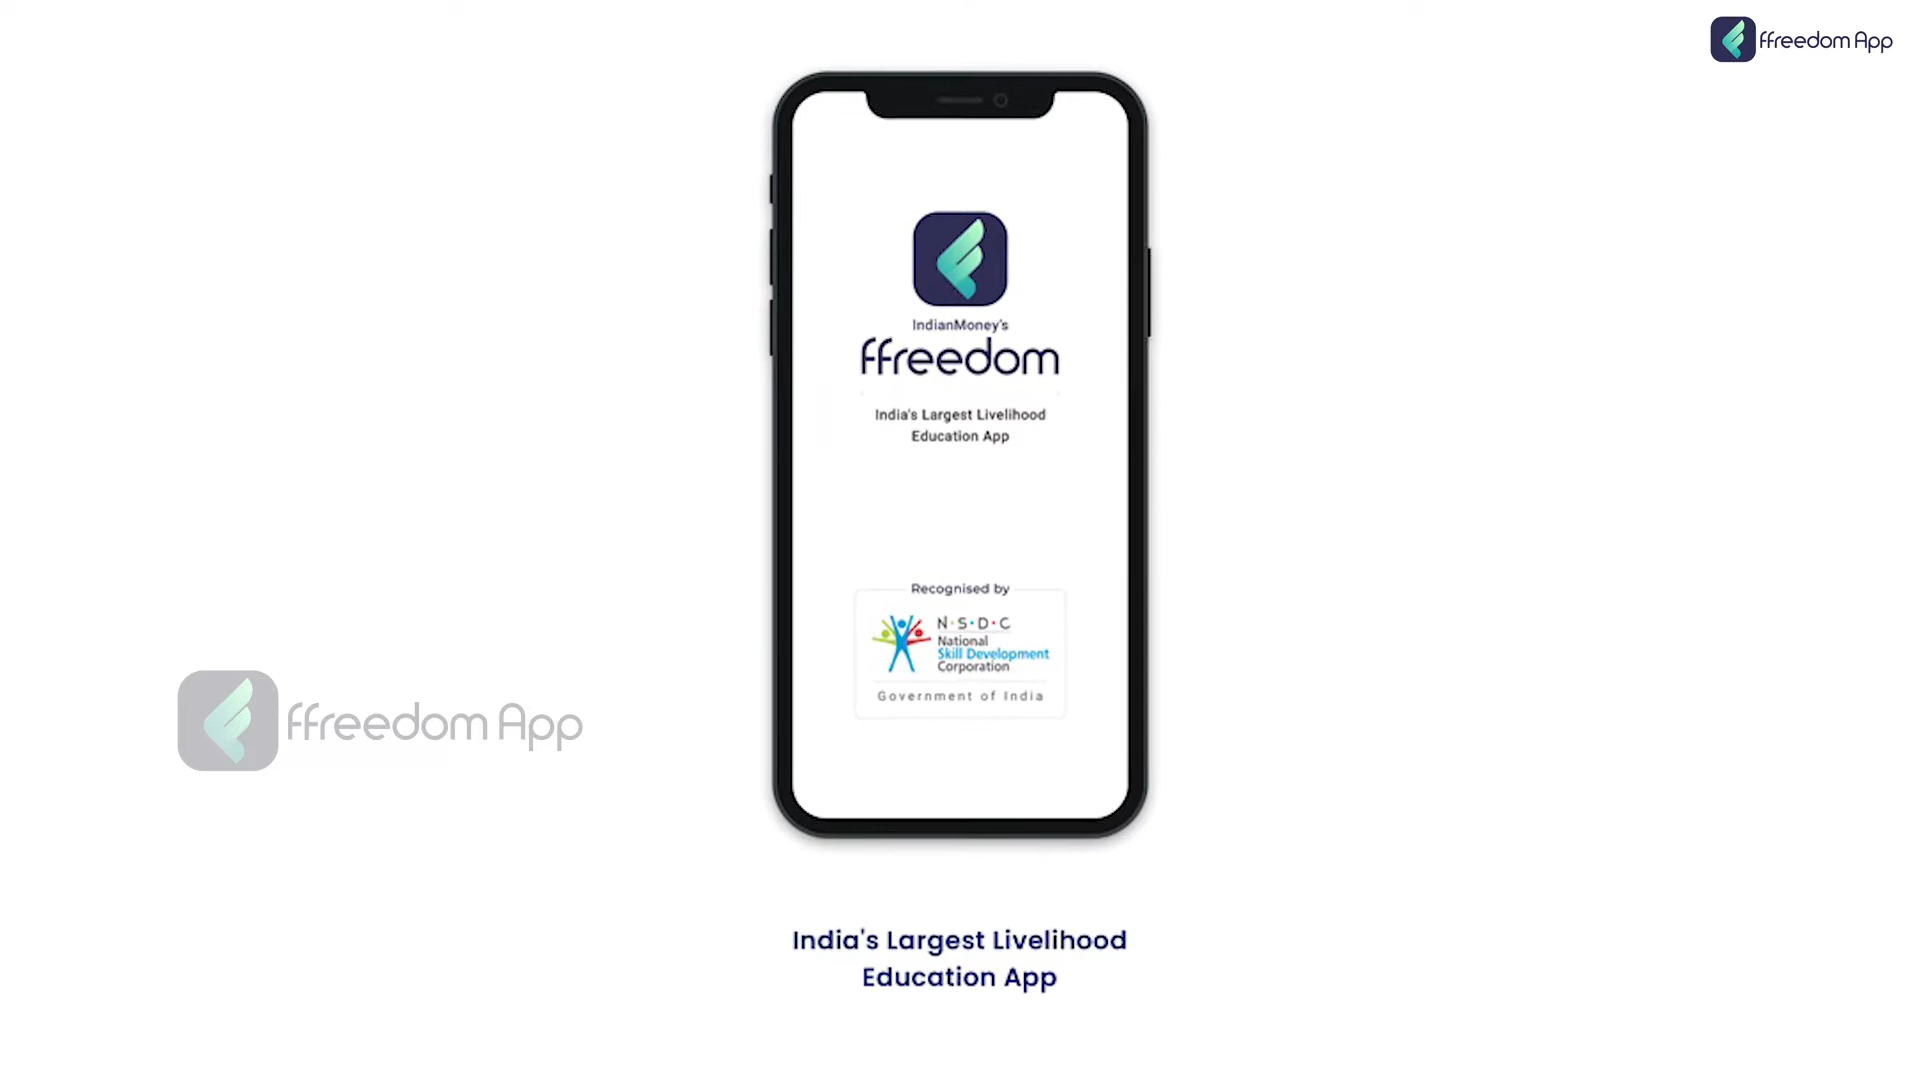 ffreedom App
IndianMoney's
ffreedom
India's Largest Livelihood
Education App
Recognised by
N·S·D·C
National
Skill Development
Corporation
Government of India
ffreedom App
India's Largest Livelihood
Education App